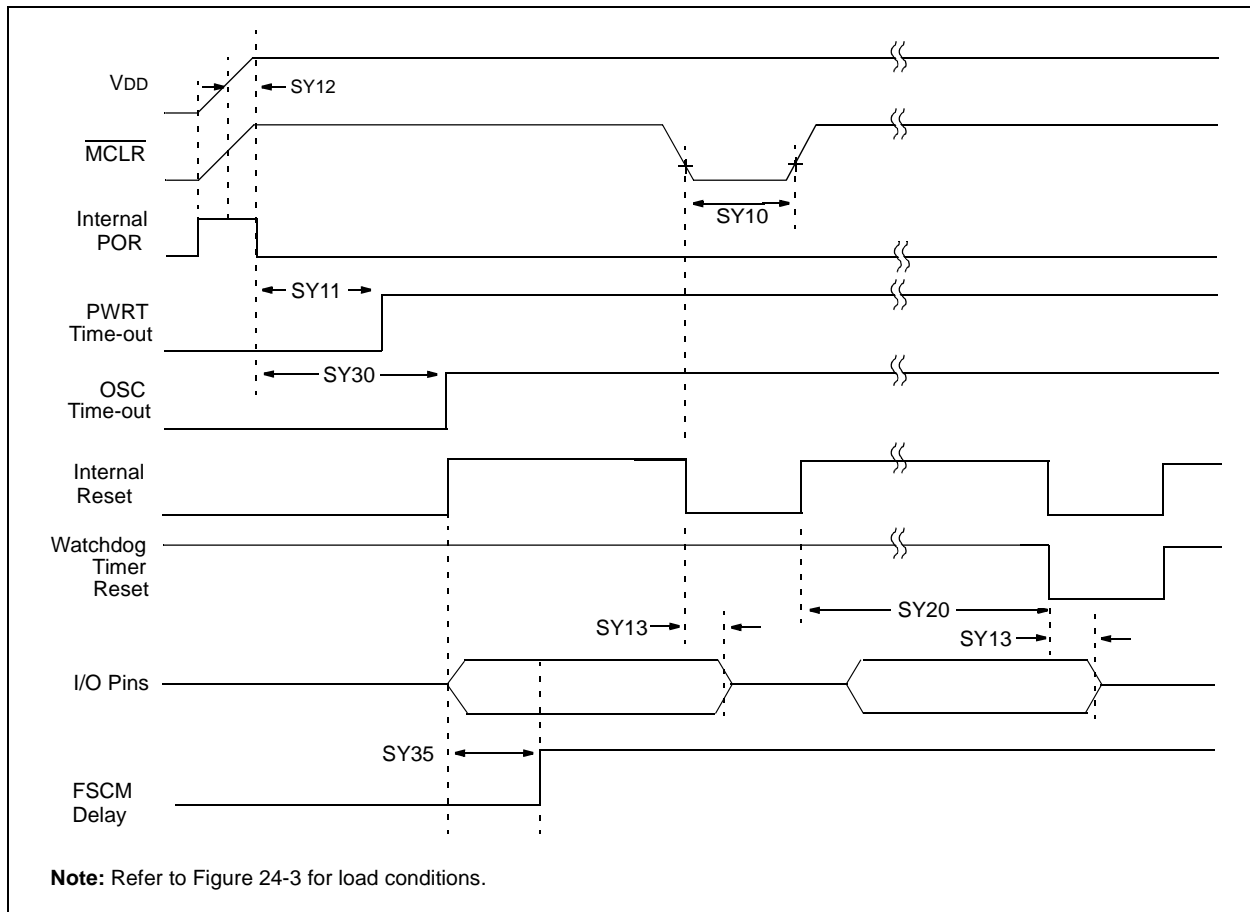 VDD
SY12
MCLR
SY10
Internal
POR
SY11
PWRT
Time-out
SY30
OSC
Time-out
Internal
Reset
Watchdog
Timer
Reset
SY20
SY13
SY13
I/O Pins
SY35
FSCM
Delay
Note: Refer to Figure 24-3 for load conditions.